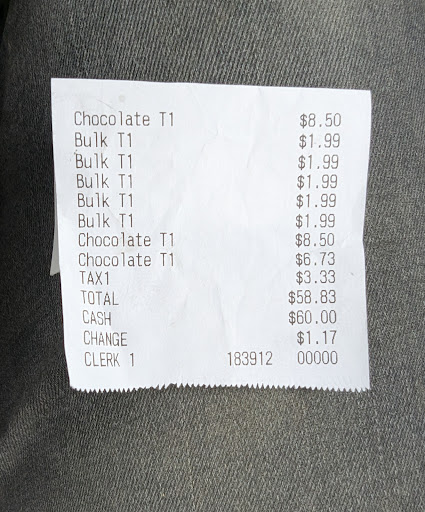 Chocolate T1 $8.50
Bulk T1 $1.99
Bulk T1 $1.99
Bulk T1 $1.99
Bulk T1 $1.99
Bulk T1 $1.99
Chocolate T1 $8.50
Chocolate T1 $6.73
TAX1 $3.33
TOTAL $58.83
CASH $60.00
CHANGE $1.17
CLERK 1 183912 00000